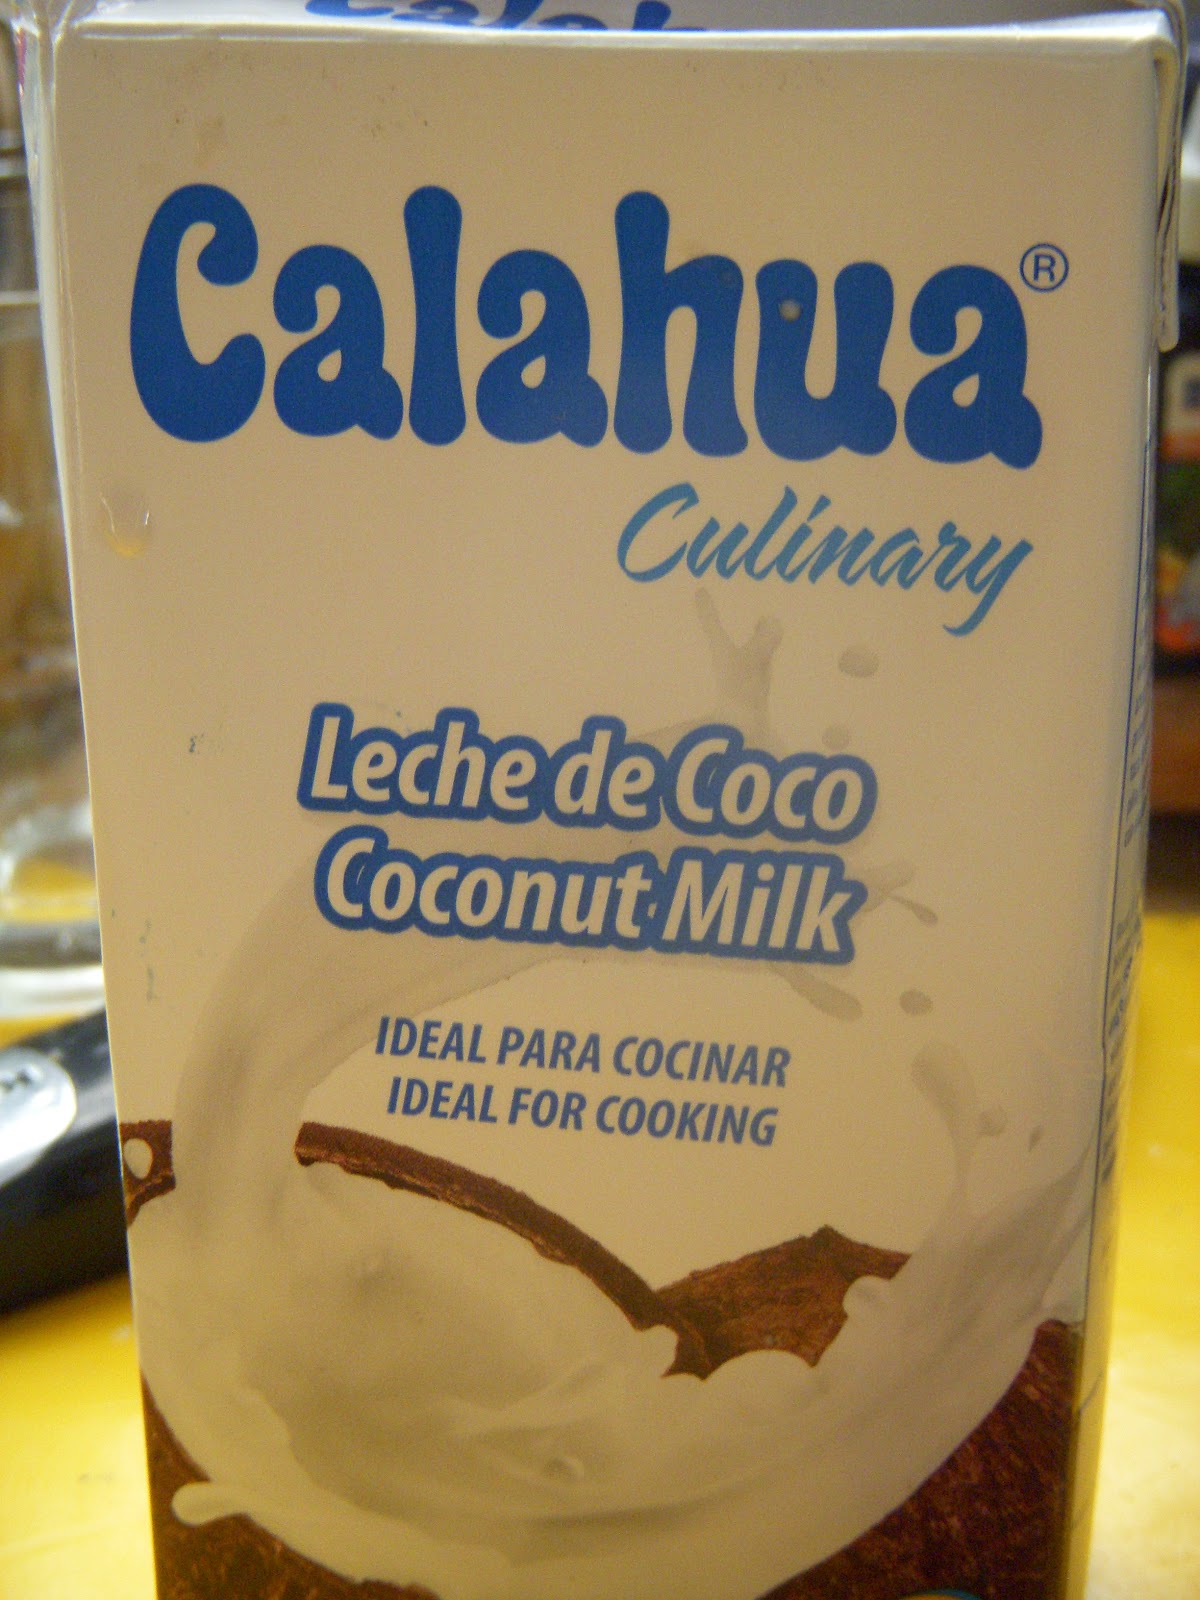 Calahua®
Culinary
Leche de Coco
Coconut Milk
IDEAL PARA COCINAR
IDEAL FOR COOKING